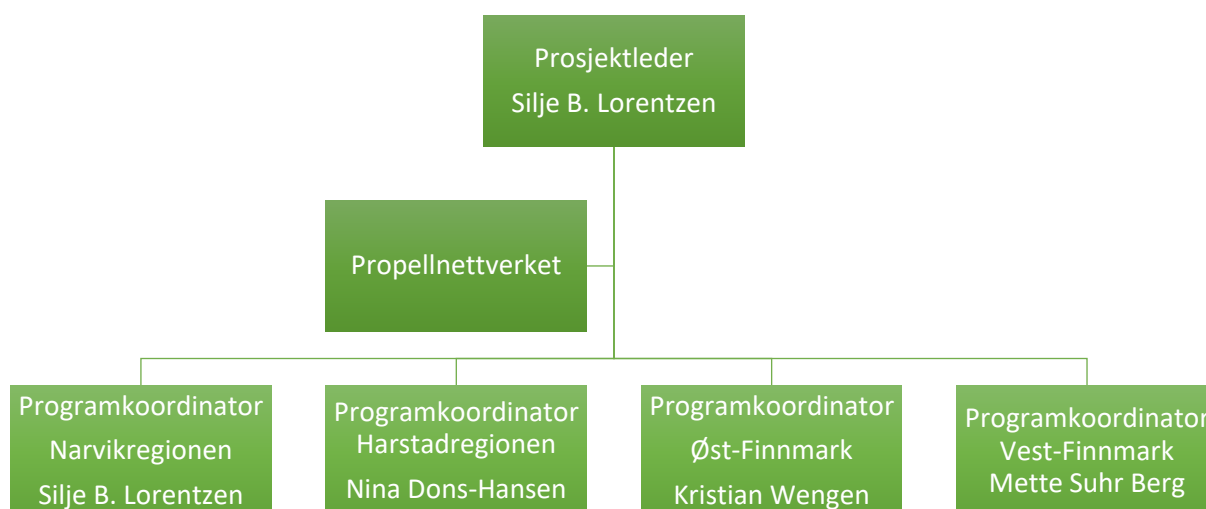 Prosjektleder
Silje B. Lorentzen
Propellnettverket
Programkoordinator
Narvikregionen
Silje B. Lorentzen
Programkoordinator
Harstadregionen
Nina Dons-Hansen
Programkoordinator
Øst-Finnmark
Kristian Wengen
Programkoordinator
Vest-Finnmark
Mette Suhr Berg